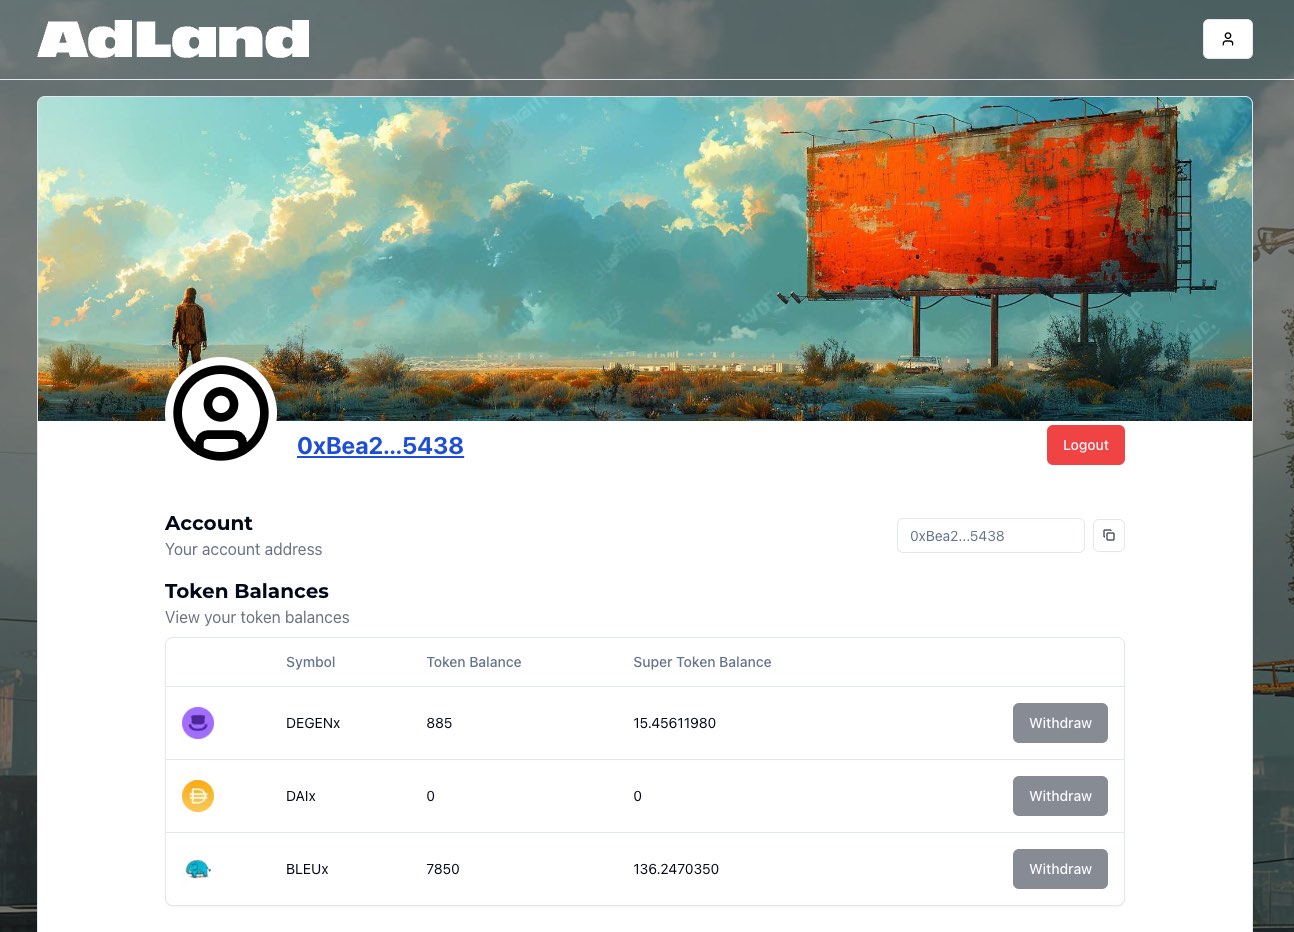 AdLand
0xBea2...5438
Logout
Account
Your account address
0xBea2...5438
Token Balances
View your token balances
Symbol Token Balance Super Token Balance
DEGENx 885 15.45611980 Withdraw
DAIx 0 0 Withdraw
BLEUx 7850 136.2470350 Withdraw